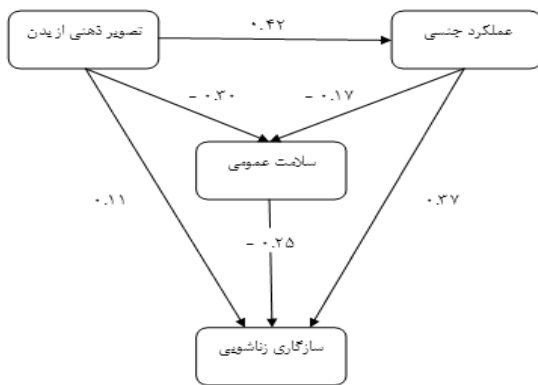 تصویر ذهنی از بدن
۰.۴۲
عملکرد جنسی
- ۰.۳۰
- ۰.۱۷
سلامت عمومی
۰.۱۱
۰.۳۷
- ۰.۲۵
سازگاری زناشویی